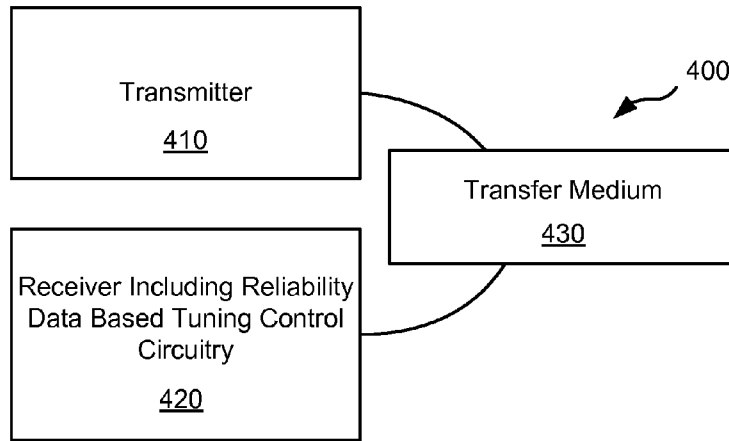 Transmitter
410
400
Transfer Medium
430
Receiver Including Reliability
Data Based Tuning Control
Circuitry
420